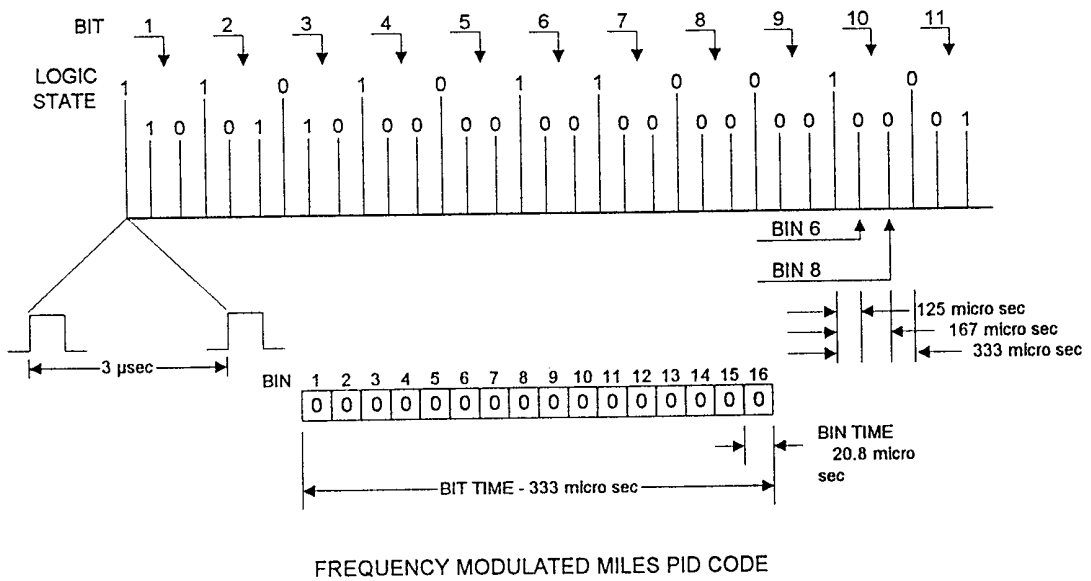 BIT 1 2 3 4 5 6 7 8 9 10 11
LOGIC STATE
1 1 0 1 0 1 1 0 0 1 0
1 0 0 1 1 0 0 0 0 0 0 0 0 0 0 0 0 0 0 0 0 1
BIN 6
BIN 8
125 micro sec
167 micro sec
333 micro sec
3 µsec
BIN 1 2 3 4 5 6 7 8 9 10 11 12 13 14 15 16
0 0 0 0 0 0 0 0 0 0 0 0 0 0 0 0
BIN TIME
20.8 micro
sec
BIT TIME - 333 micro sec
FREQUENCY MODULATED MILES PID CODE